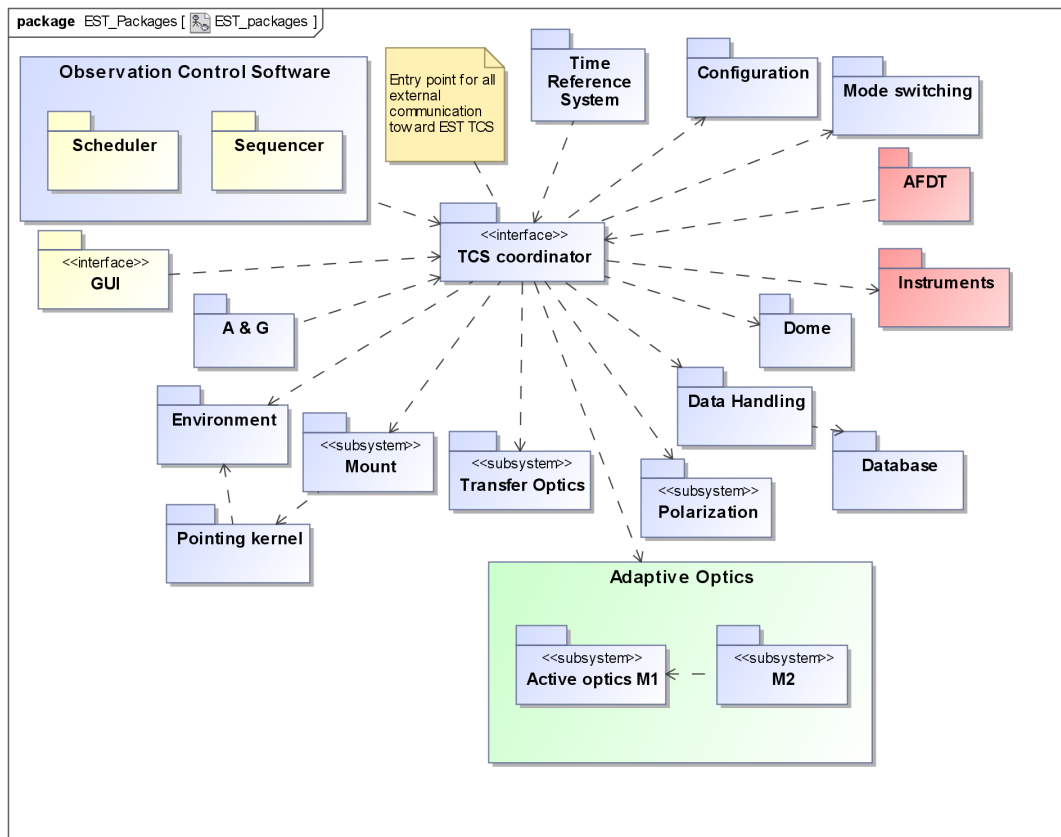 package EST_Packages [ EST_packages ]
Observation Control Software
Scheduler
Sequencer
Entry point for all
external
communication
toward EST TCS
Time
Reference
System
Configuration
Mode switching
AFDT
<<interface>>
TCS coordinator
<<interface>>
GUI
Instruments
A & G
Dome
Environment
<<subsystem>>
Mount
<<subsystem>>
Transfer Optics
Data Handling
<<subsystem>>
Polarization
Database
Pointing kernel
Adaptive Optics
<<subsystem>>
Active optics M1
<<subsystem>>
M2